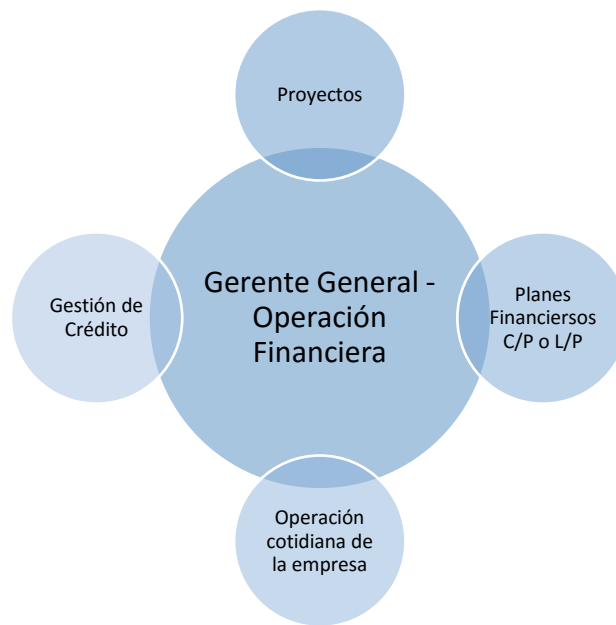 Proyectos
Gestión de
Crédito
Gerente General -
Operación
Financiera
Planes
Financiersos
C/P o L/P
Operación
cotidiana de
la empresa